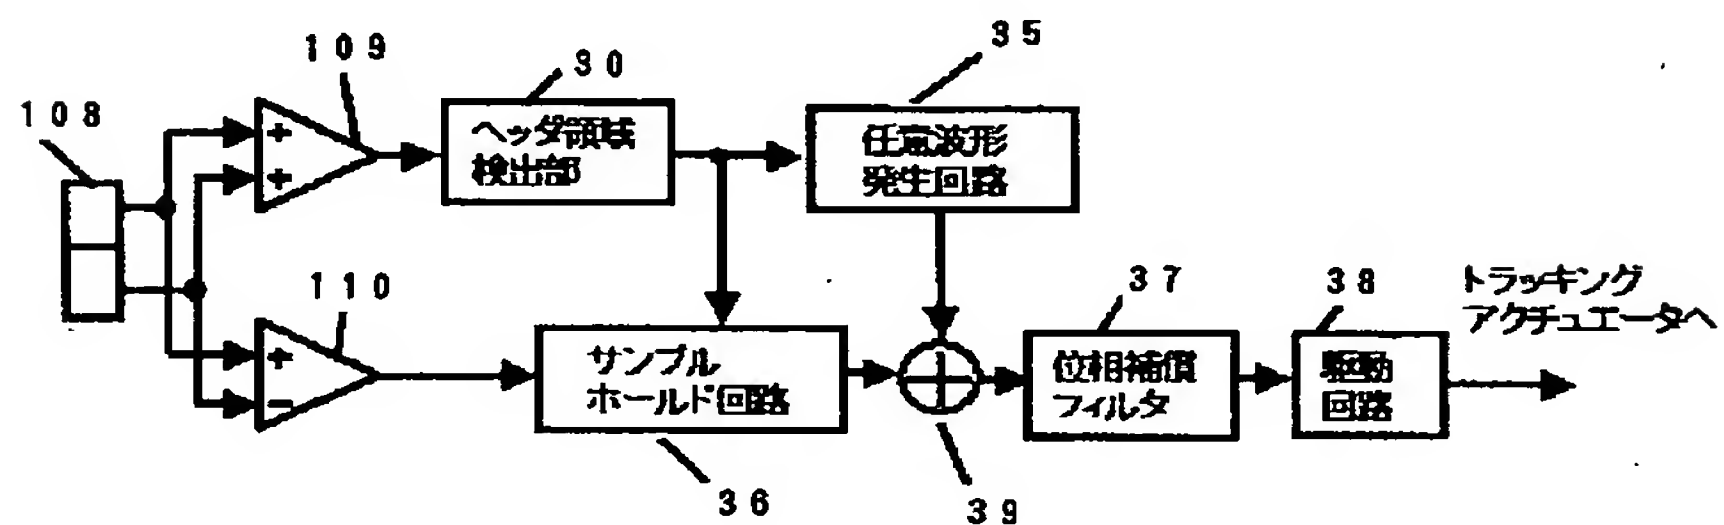 108
109
30
35
+
+
ヘッダ領域
検出部
任意波形
発生回路
110
+
−
サンプル
ホールド回路
36
39
37
位相補償
フィルタ
38
駆動
回路
トラッキング
アクチュエータへ